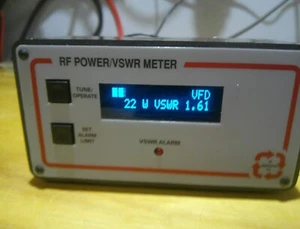 RF POWER/VSWR METER
TUNE/
OPERATE
VFD
22 W VSWR 1.61
SET
ALARM
LIMIT
VSWR ALARM